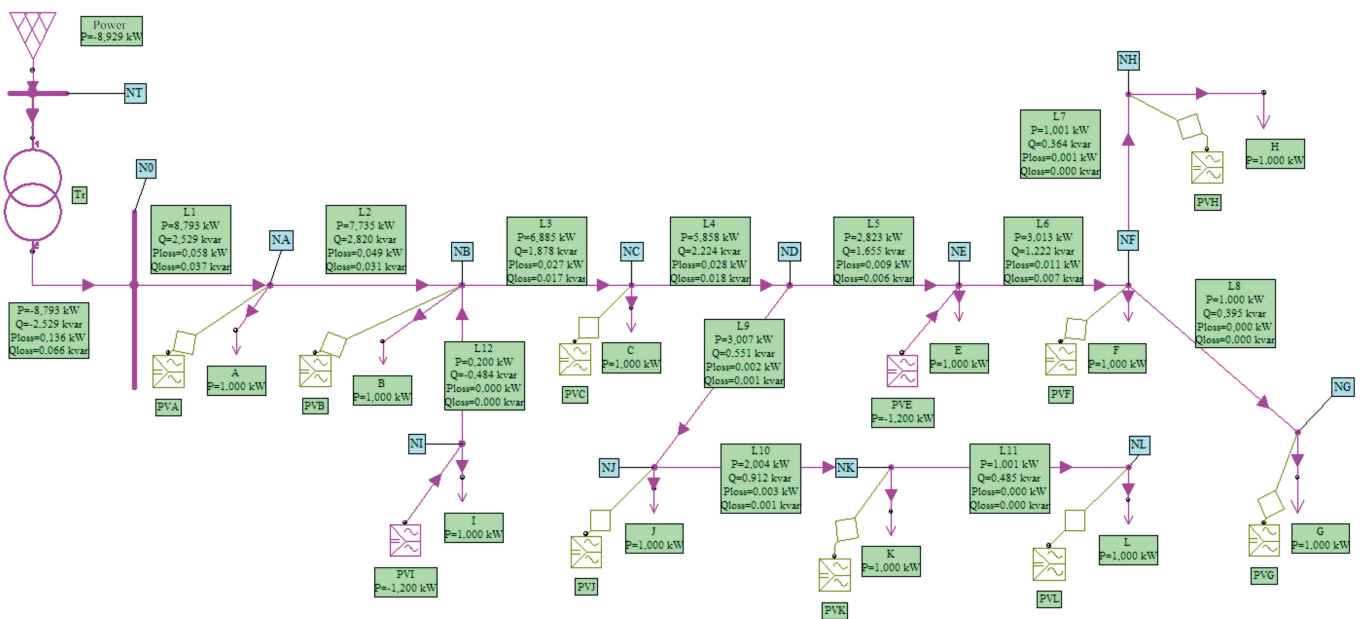 Power
P=-8,929 kW
NT
Tr
N0
P=-8,793 kW
Q=-2,529 kvar
Ploss=0,136 kW
Qloss=0.066 kvar
L1
P=8,793 kW
Q=2,529 kvar
Ploss=0,058 kW
Qloss=0,037 kvar
NA
PVA
A
P=1,000 kW
L2
P=7,735 kW
Q=2,820 kvar
Ploss=0,049 kW
Qloss=0,031 kvar
NB
PVB
B
P=1,000 kW
L12
P=0,200 kW
Q=-0,484 kvar
Ploss=0.000 kW
Qloss=0.000 kvar
NI
PVI
P=-1,200 kW
I
P=1,000 kW
L3
P=6,885 kW
Q=1,878 kvar
Ploss=0,027 kW
Qloss=0.017 kvar
NC
PVC
C
P=1,000 kW
L4
P=5,858 kW
Q=2,224 kvar
Ploss=0,028 kW
Qloss=0,018 kvar
ND
L9
P=3,007 kW
Q=0,551 kvar
Ploss=0.002 kW
Qloss=0.001 kvar
NJ
PVJ
J
P=1,000 kW
L10
P=2,004 kW
Q=0,912 kvar
Ploss=0.003 kW
Qloss=0.001 kvar
NK
PVK
K
P=1,000 kW
L11
P=1,001 kW
Q=0,485 kvar
Ploss=0.000 kW
Qloss=0,000 kvar
NL
PVL
L
P=1,000 kW
L5
P=2,823 kW
Q=1,655 kvar
Ploss=0,009 kW
Qloss=0,006 kvar
NE
PVE
P=-1,200 kW
E
P=1,000 kW
L6
P=3,013 kW
Q=1,222 kvar
Ploss=0,011 kW
Qloss=0,007 kvar
NF
PVF
F
P=1,000 kW
L7
P=1,001 kW
Q=0,364 kvar
Ploss=0,001 kW
Qloss=0.000 kvar
NH
PVH
H
P=1,000 kW
L8
P=1.000 kW
Q=0,395 kvar
Ploss=0,000 kW
Qloss=0.000 kvar
NG
PVG
G
P=1,000 kW